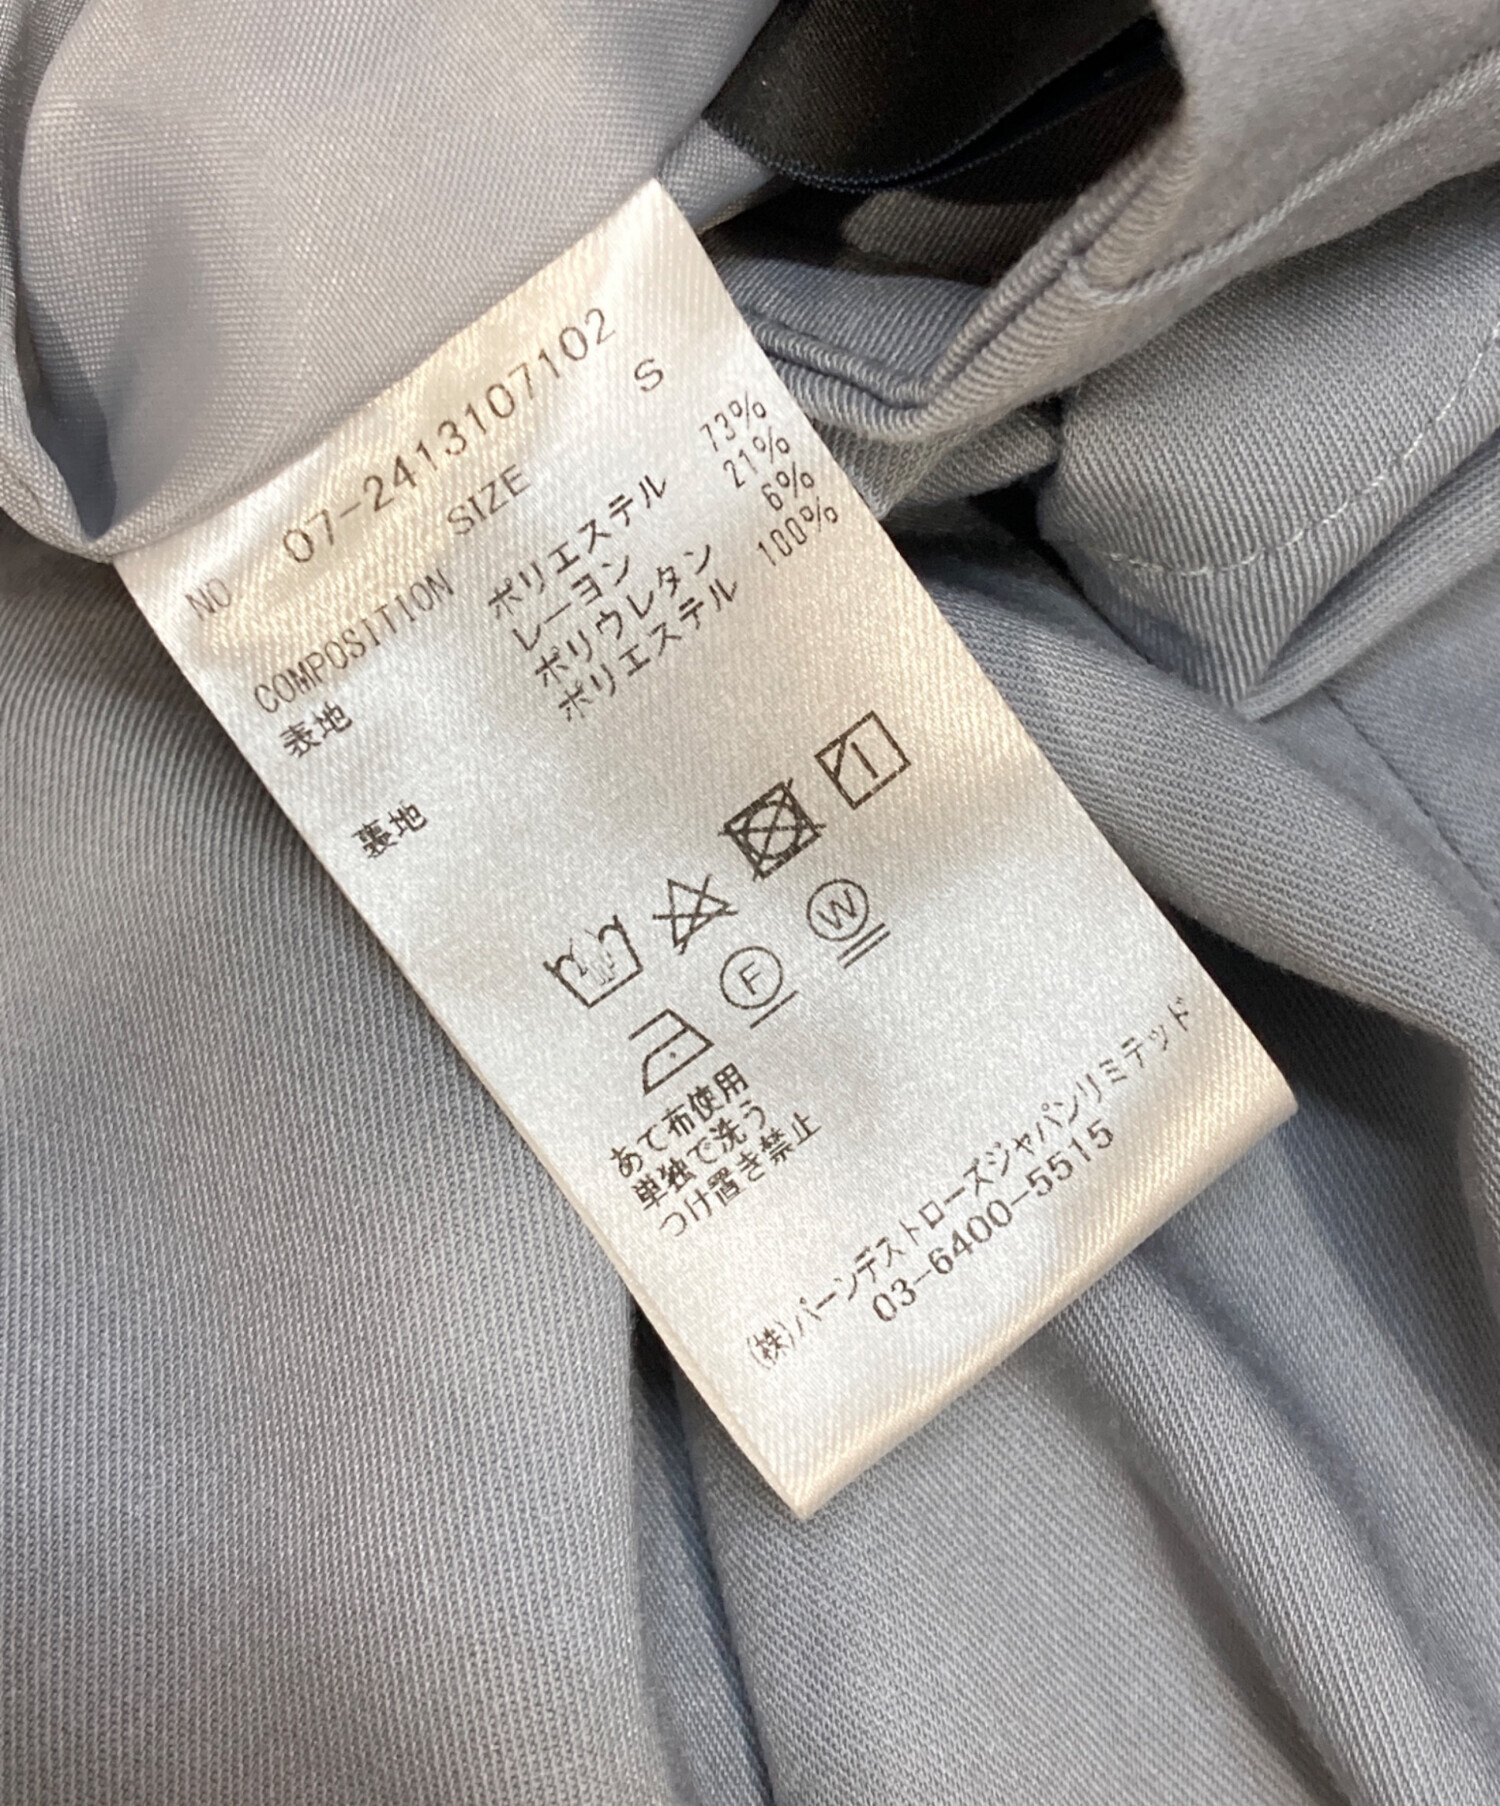 NO. 07-2413107102
SIZE S
COMPOSITION
表地 ポリエステル 73%
レーヨン 21%
ポリウレタン 6%
裏地 ポリエステル 100%
F W
あて布使用
単独で洗う
つけ置き禁止
(株)バーンデストローズジャパンリミテッド
03-6400-5515